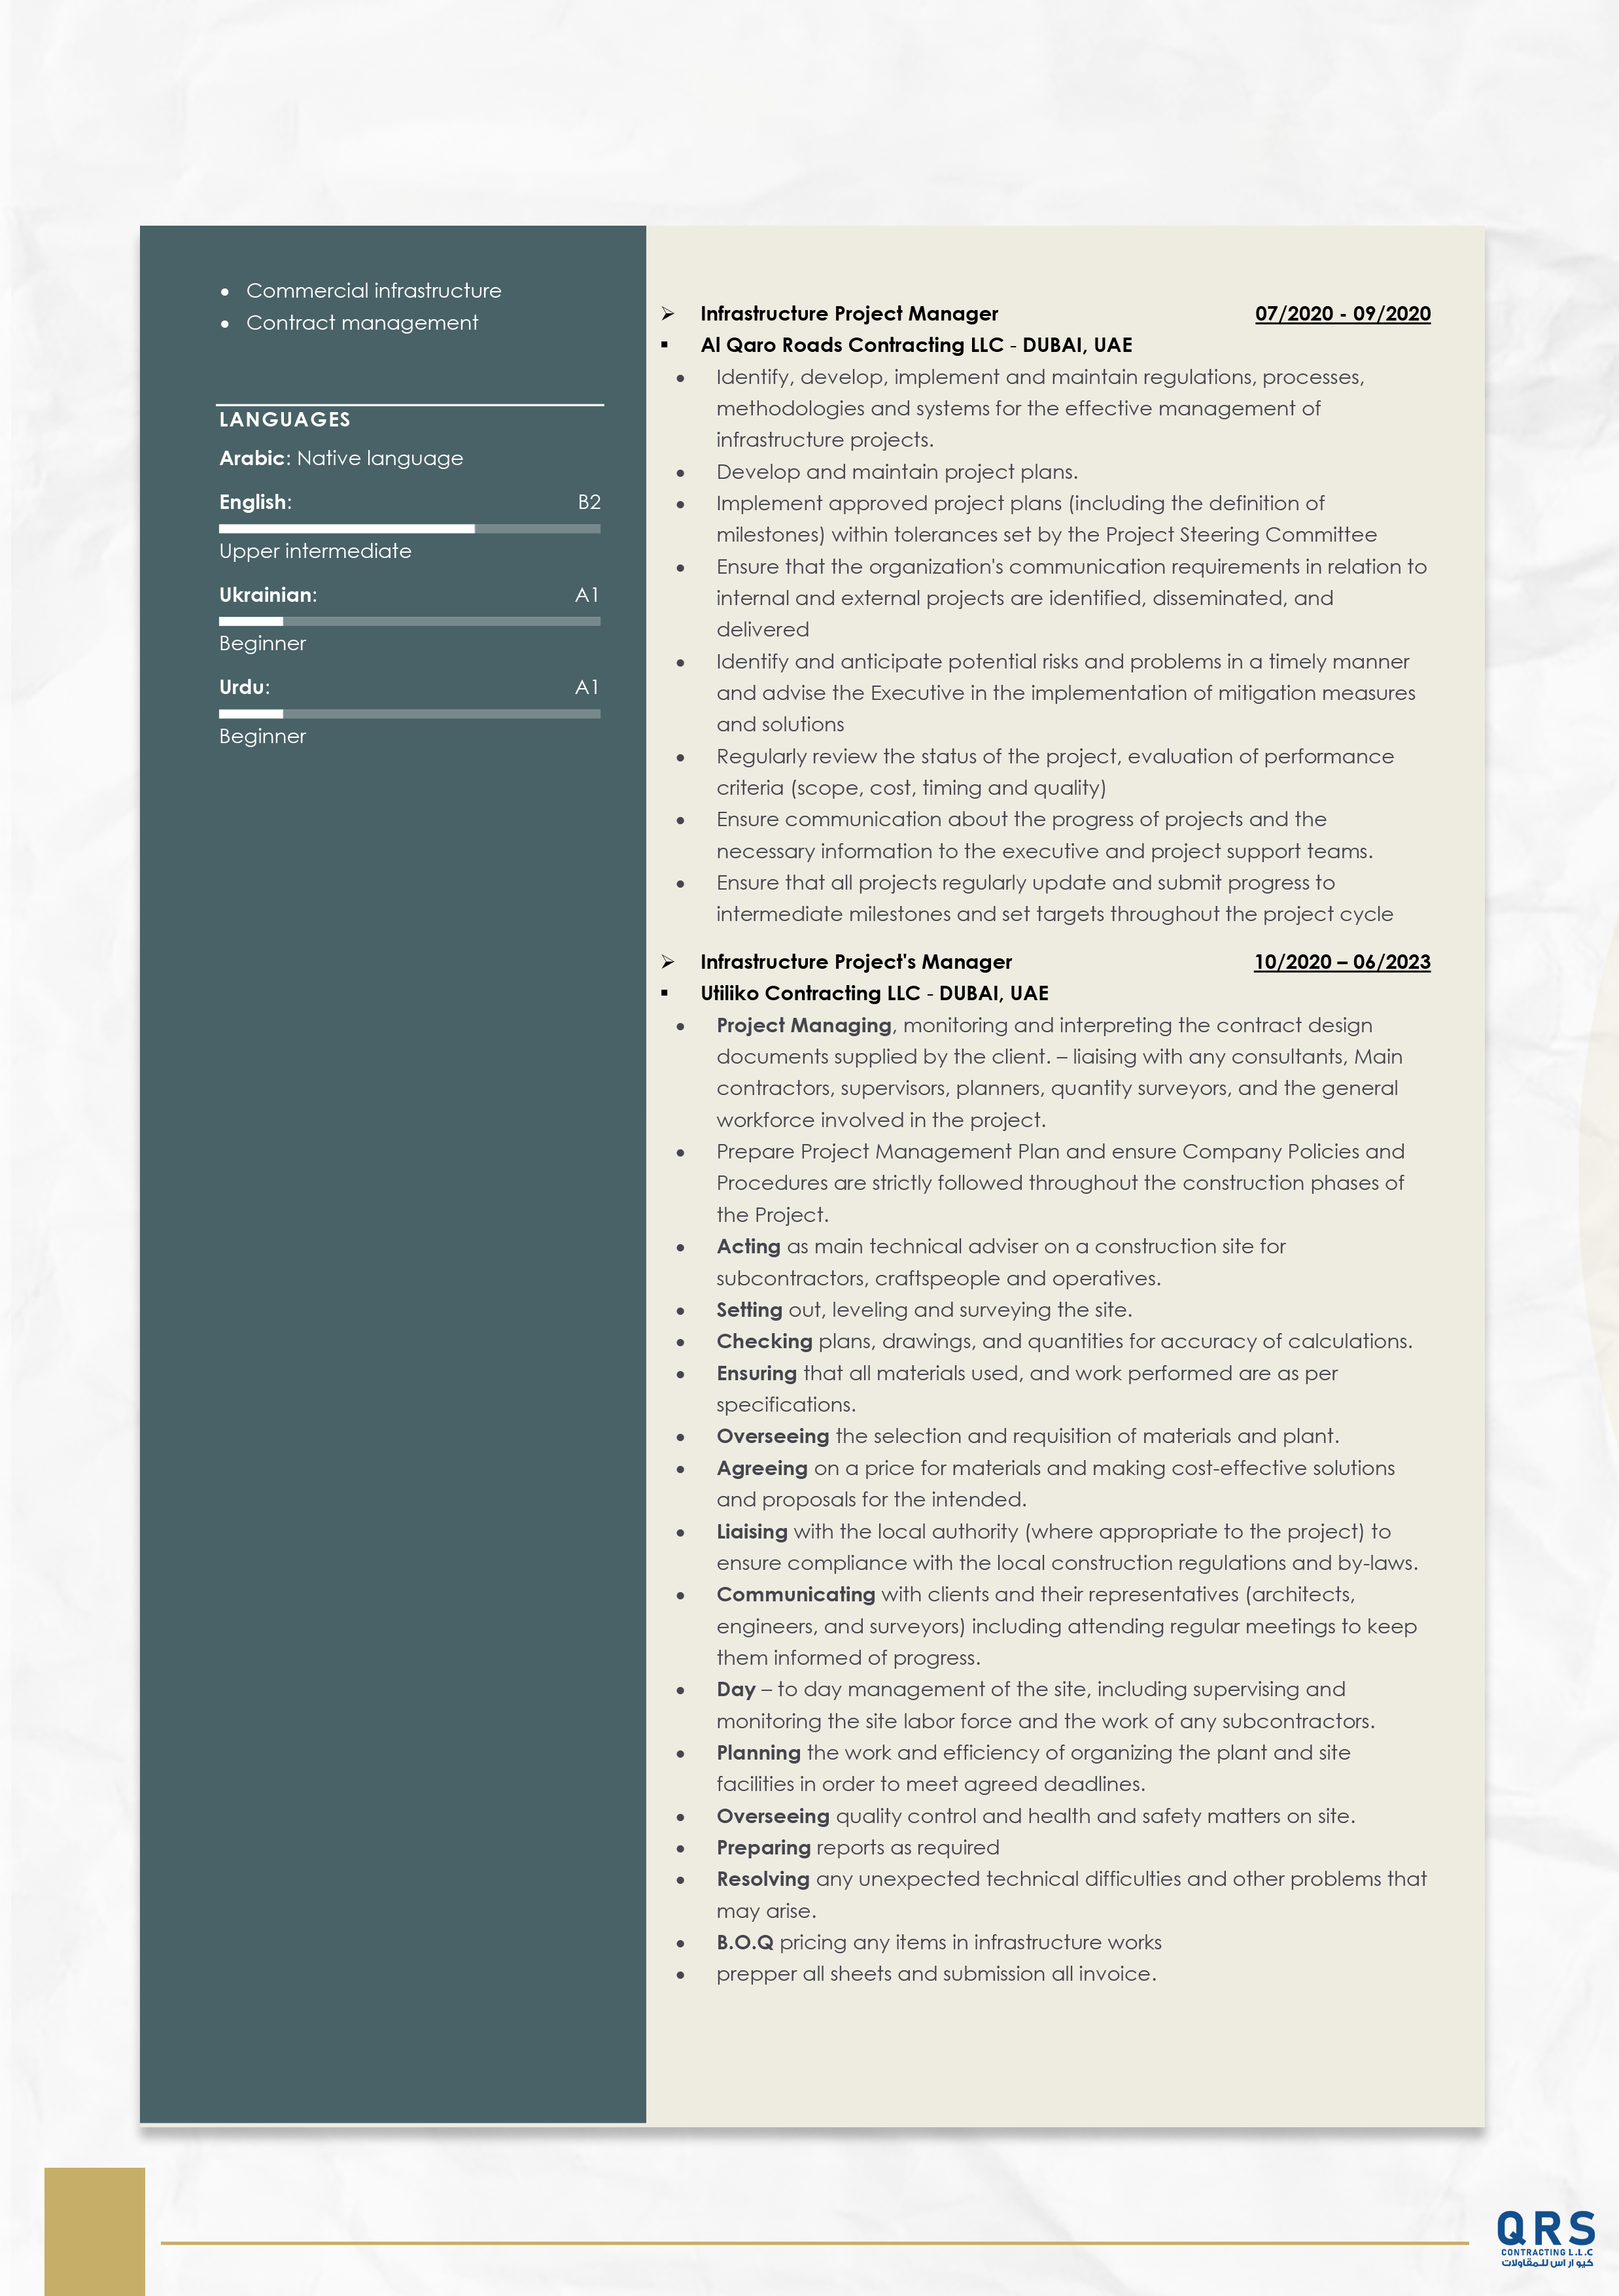 • Commercial infrastructure
• Contract management
LANGUAGES
Arabic: Native language
English: B2
Upper intermediate
Ukrainian: A1
Beginner
Urdu: A1
Beginner
➢ Infrastructure Project Manager 07/2020 - 09/2020
▪ Al Qaro Roads Contracting LLC - DUBAI, UAE
• Identify, develop, implement and maintain regulations, processes,
methodologies and systems for the effective management of
infrastructure projects.
• Develop and maintain project plans.
• Implement approved project plans (including the definition of
milestones) within tolerances set by the Project Steering Committee
• Ensure that the organization's communication requirements in relation to
internal and external projects are identified, disseminated, and
delivered
• Identify and anticipate potential risks and problems in a timely manner
and advise the Executive in the implementation of mitigation measures
and solutions
• Regularly review the status of the project, evaluation of performance
criteria (scope, cost, timing and quality)
• Ensure communication about the progress of projects and the
necessary information to the executive and project support teams.
• Ensure that all projects regularly update and submit progress to
intermediate milestones and set targets throughout the project cycle
➢ Infrastructure Project's Manager 10/2020 – 06/2023
▪ Utiliko Contracting LLC - DUBAI, UAE
• Project Managing, monitoring and interpreting the contract design
documents supplied by the client. – liaising with any consultants, Main
contractors, supervisors, planners, quantity surveyors, and the general
workforce involved in the project.
• Prepare Project Management Plan and ensure Company Policies and
Procedures are strictly followed throughout the construction phases of
the Project.
• Acting as main technical adviser on a construction site for
subcontractors, craftspeople and operatives.
• Setting out, leveling and surveying the site.
• Checking plans, drawings, and quantities for accuracy of calculations.
• Ensuring that all materials used, and work performed are as per
specifications.
• Overseeing the selection and requisition of materials and plant.
• Agreeing on a price for materials and making cost-effective solutions
and proposals for the intended.
• Liaising with the local authority (where appropriate to the project) to
ensure compliance with the local construction regulations and by-laws.
• Communicating with clients and their representatives (architects,
engineers, and surveyors) including attending regular meetings to keep
them informed of progress.
• Day – to day management of the site, including supervising and
monitoring the site labor force and the work of any subcontractors.
• Planning the work and efficiency of organizing the plant and site
facilities in order to meet agreed deadlines.
• Overseeing quality control and health and safety matters on site.
• Preparing reports as required
• Resolving any unexpected technical difficulties and other problems that
may arise.
• B.O.Q pricing any items in infrastructure works
• prepper all sheets and submission all invoice.
QRS
CONTRACTING L.L.C
كيو ار اس للمقاولات